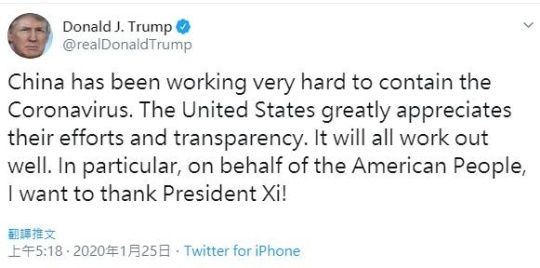 Donald J. Trump
@realDonaldTrump
China has been working very hard to contain the
Coronavirus. The United States greatly appreciates
their efforts and transparency. It will all work out
well. In particular, on behalf of the American People,
I want to thank President Xi!
翻譯推文
上午5:18 · 2020年1月25日 · Twitter for iPhone